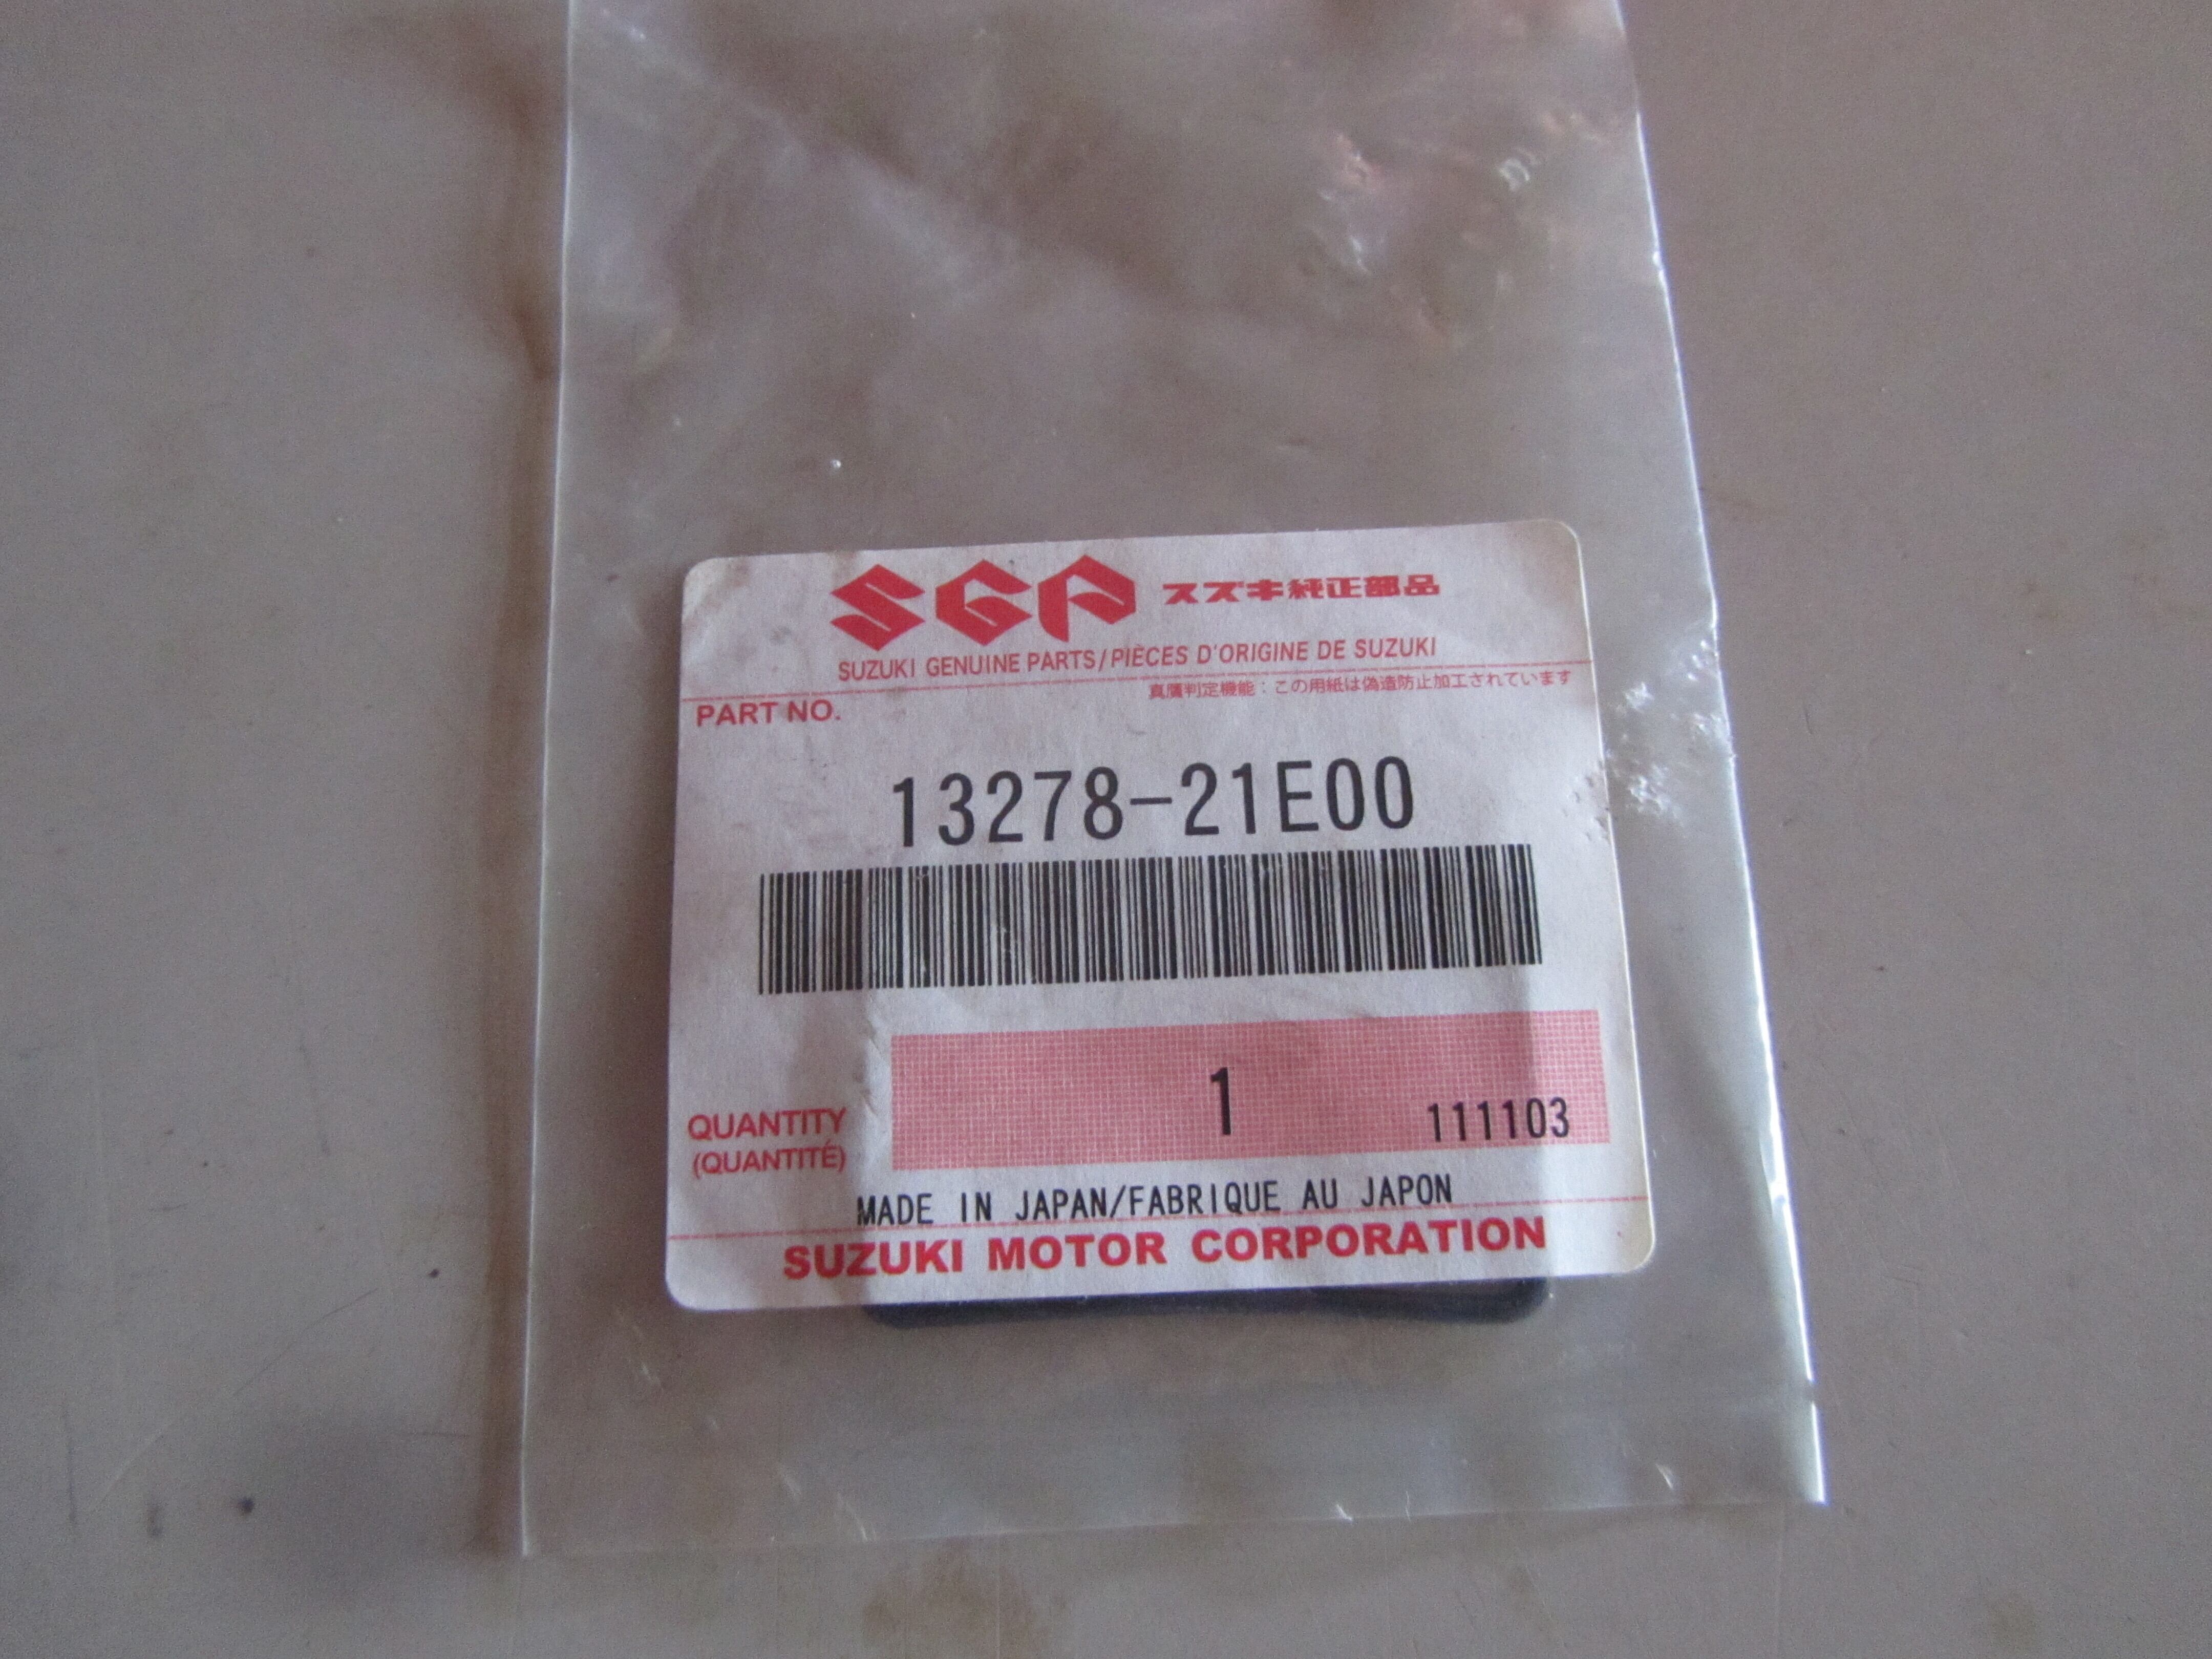 SGP スズキ純正部品
SUZUKI GENUINE PARTS/PIÈCES D'ORIGINE DE SUZUKI
真贋判定機能：この用紙は偽造防止加工されています
PART NO.
13278-21E00
1
111103
QUANTITY
(QUANTITÉ)
MADE IN JAPAN/FABRIQUE AU JAPON
SUZUKI MOTOR CORPORATION